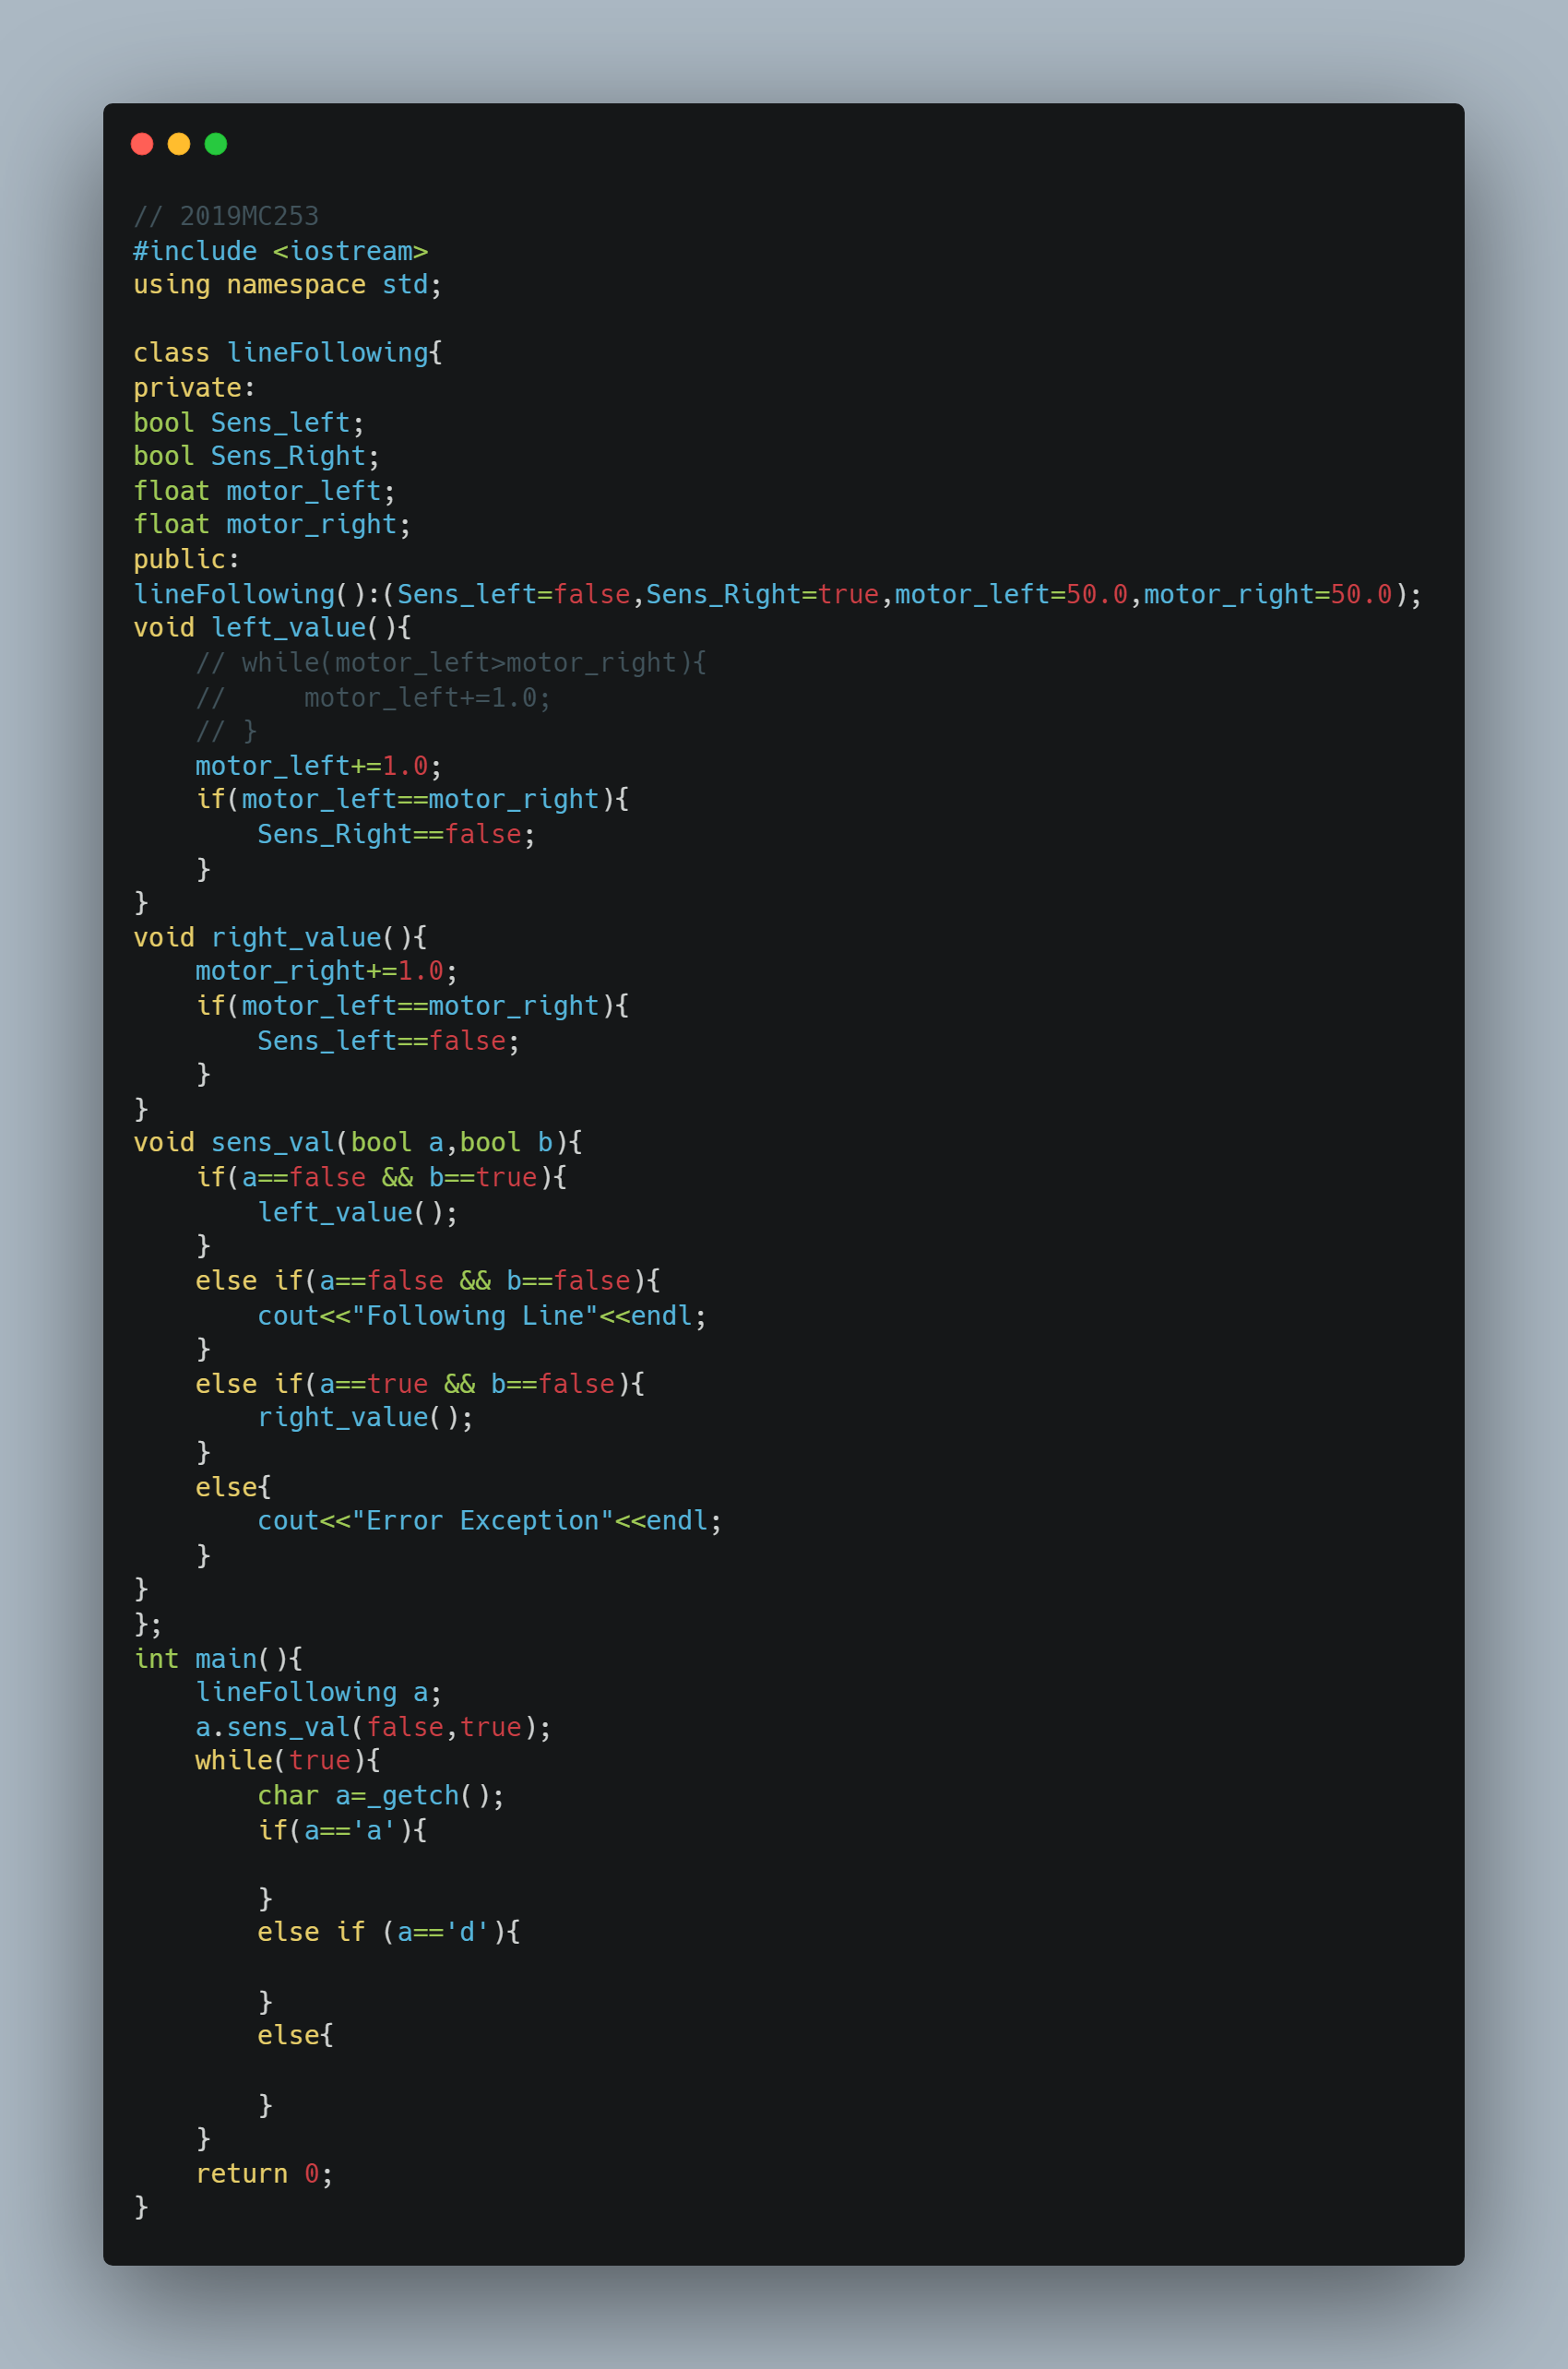 // 2019MC253
#include <iostream>
using namespace std;

class lineFollowing{
private:
bool Sens_left;
bool Sens_Right;
float motor_left;
float motor_right;
public:
lineFollowing():(Sens_left=false,Sens_Right=true,motor_left=50.0,motor_right=50.0);
void left_value(){
    // while(motor_left>motor_right){
    //     motor_left+=1.0;
    // }
    motor_left+=1.0;
    if(motor_left==motor_right){
        Sens_Right==false;
    }
}
void right_value(){
    motor_right+=1.0;
    if(motor_left==motor_right){
        Sens_left==false;
    }
}
void sens_val(bool a,bool b){
    if(a==false && b==true){
        left_value();
    }
    else if(a==false && b==false){
        cout<<"Following Line"<<endl;
    }
    else if(a==true && b==false){
        right_value();
    }
    else{
        cout<<"Error Exception"<<endl;
    }
}
};
int main(){
    lineFollowing a;
    a.sens_val(false,true);
    while(true){
        char a=_getch();
        if(a=='a'){

        }
        else if (a=='d'){

        }
        else{

        }
    }
    return 0;
}